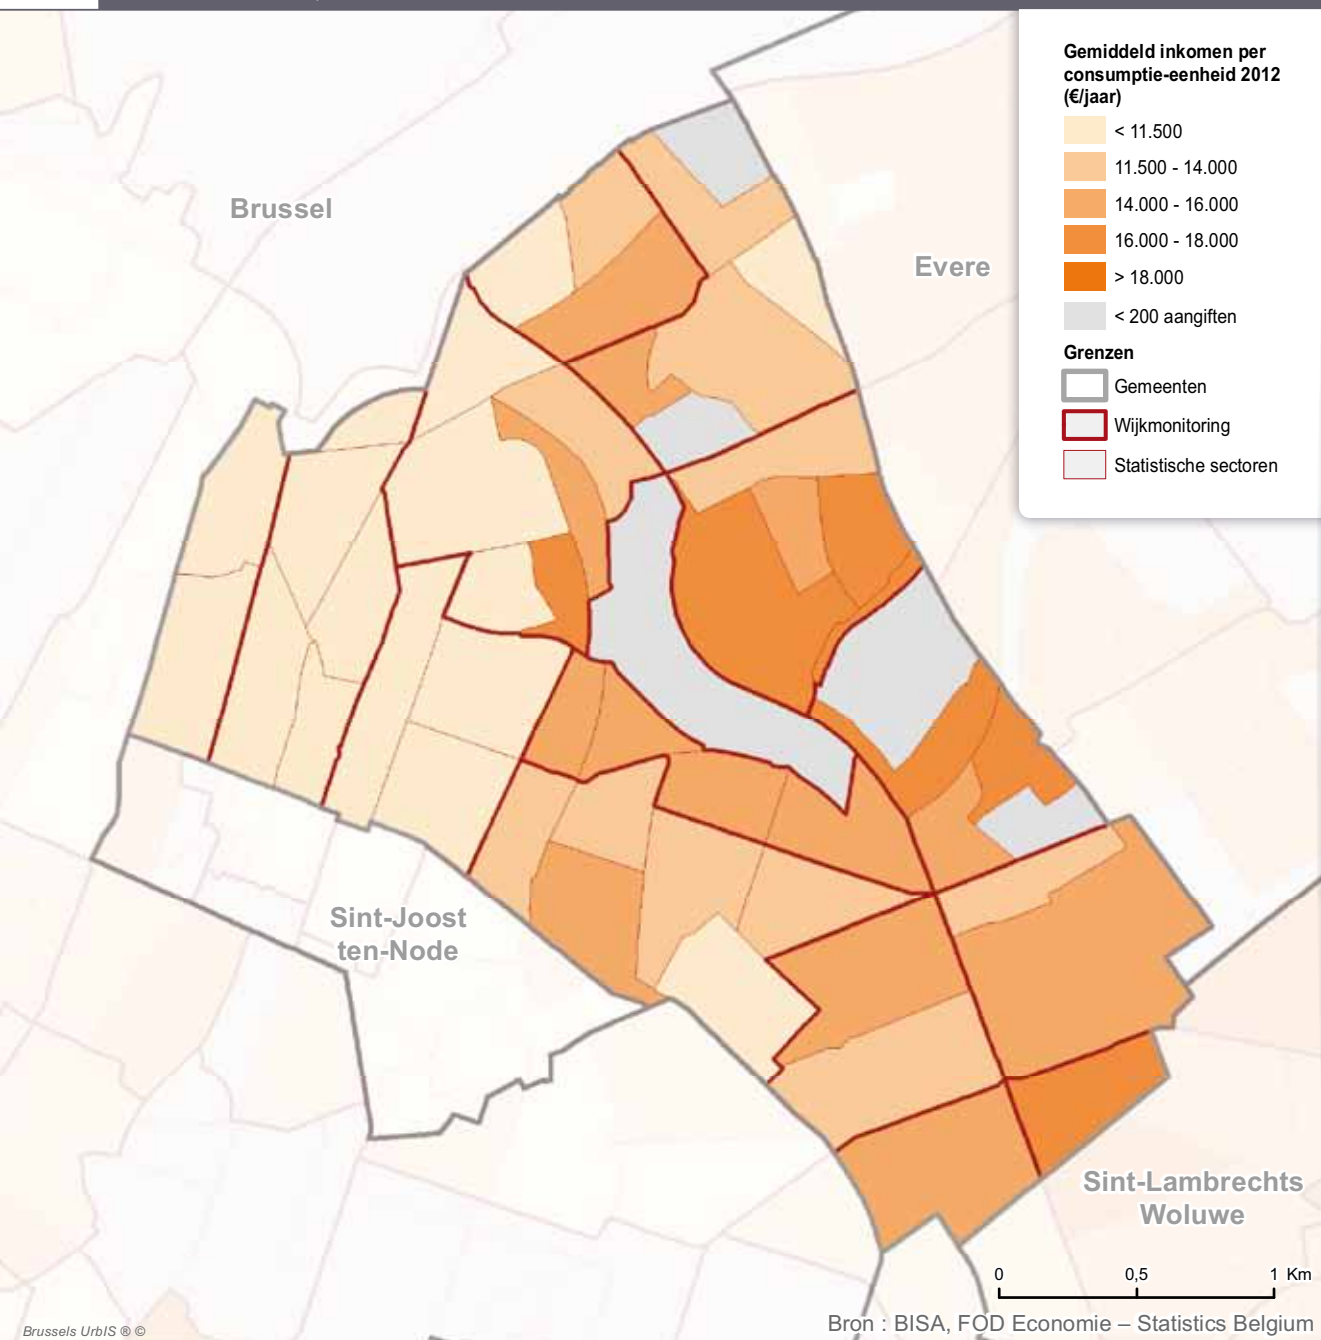 Gemiddeld inkomen per
consumptie-eenheid 2012
(€/jaar)
< 11.500
11.500 - 14.000
14.000 - 16.000
16.000 - 18.000
> 18.000
< 200 aangiften
Grenzen
Gemeenten
Wijkmonitoring
Statistische sectoren
Brussel
Evere
Sint-Joost
ten-Node
Sint-Lambrechts
Woluwe
0 0,5 1 Km
Bron : BISA, FOD Economie – Statistics Belgium
Brussels UrbIS ® ©